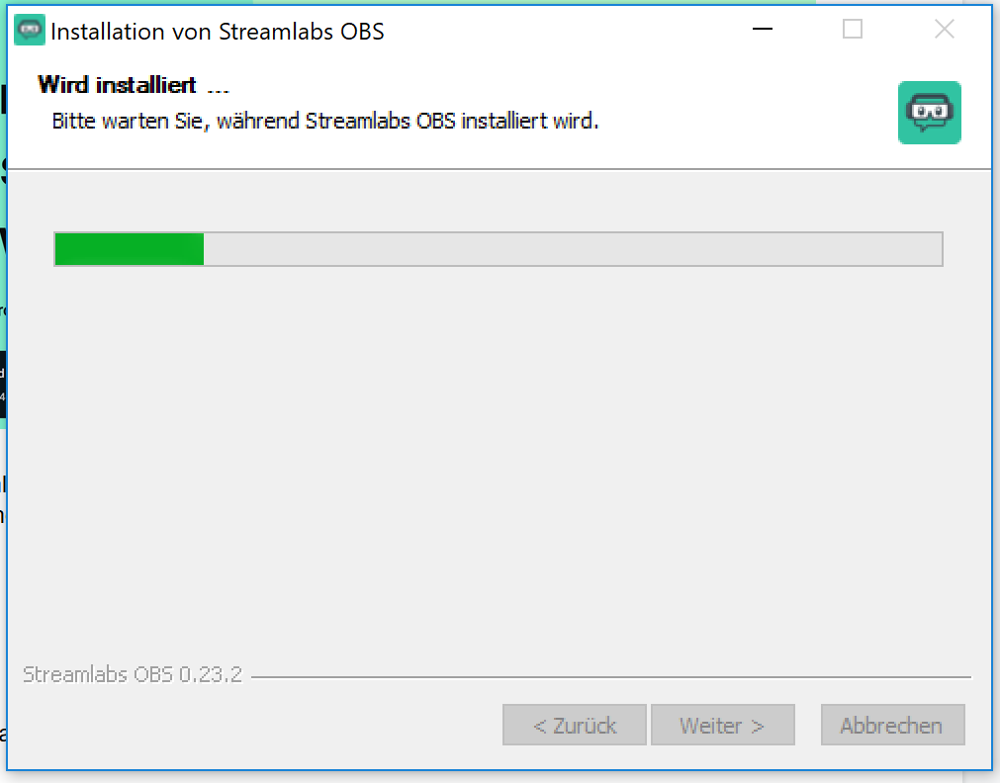 Installation von Streamlabs OBS
Wird installiert ...
Bitte warten Sie, während Streamlabs OBS installiert wird.
Streamlabs OBS 0.23.2
< Zurück
Weiter >
Abbrechen